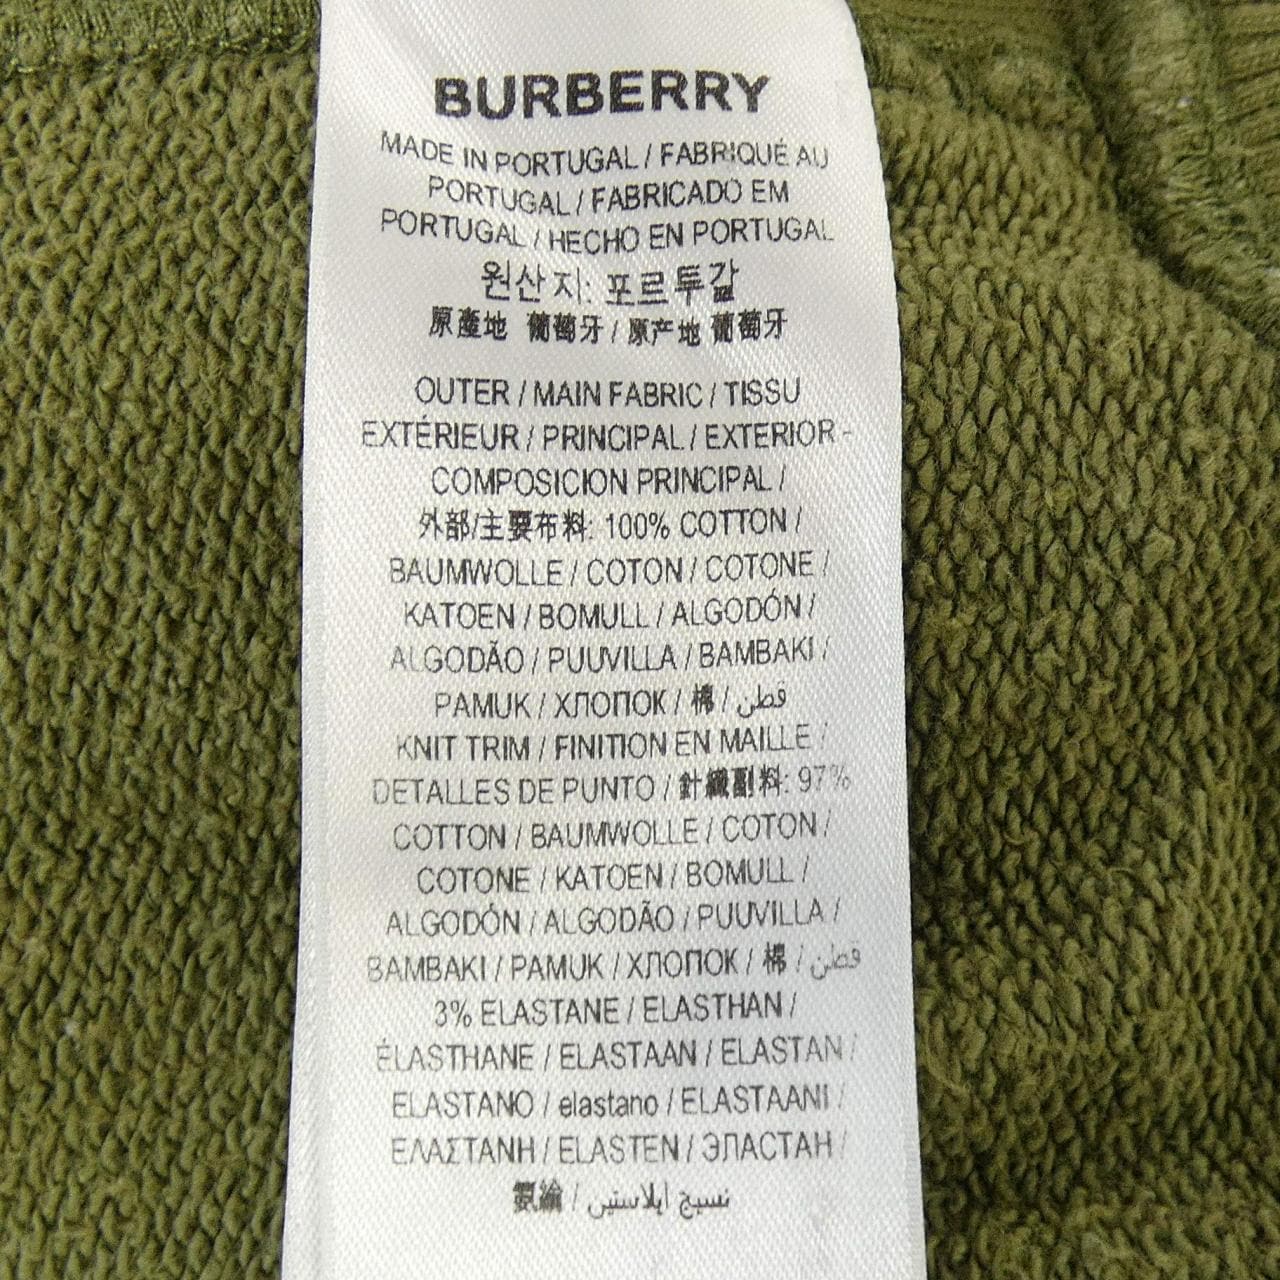 BURBERRY
MADE IN PORTUGAL / FABRIQUÉ AU
PORTUGAL / FABRICADO EM
PORTUGAL / HECHO EN PORTUGAL
원산지: 포르투갈
原產地 葡萄牙 / 原产地 葡萄牙
OUTER / MAIN FABRIC / TISSU
EXTÉRIEUR / PRINCIPAL / EXTERIOR -
COMPOSICION PRINCIPAL /
外部/主要布料: 100% COTTON /
BAUMWOLLE / COTON / COTONE /
KATOEN / BOMULL / ALGODÓN /
ALGODÃO / PUUVILLA / BAMBAKI /
PAMUK / ХЛОПОК / 棉 / قطن
KNIT TRIM / FINITION EN MAILLE /
DETALLES DE PUNTO / 針織副料: 97%
COTTON / BAUMWOLLE / COTON /
COTONE / KATOEN / BOMULL /
ALGODÓN / ALGODÃO / PUUVILLA /
BAMBAKI / PAMUK / ХЛОПОК / 棉 / قطن
3% ELASTANE / ELASTHAN /
ÉLASTHANE / ELASTAAN / ELASTAN /
ELASTANO / elastano / ELASTAANI /
ΕΛΑΣΤΑΝΗ / ELASTEN / ЭЛАСТАН /
氨綸 / نسيج إيلاستين